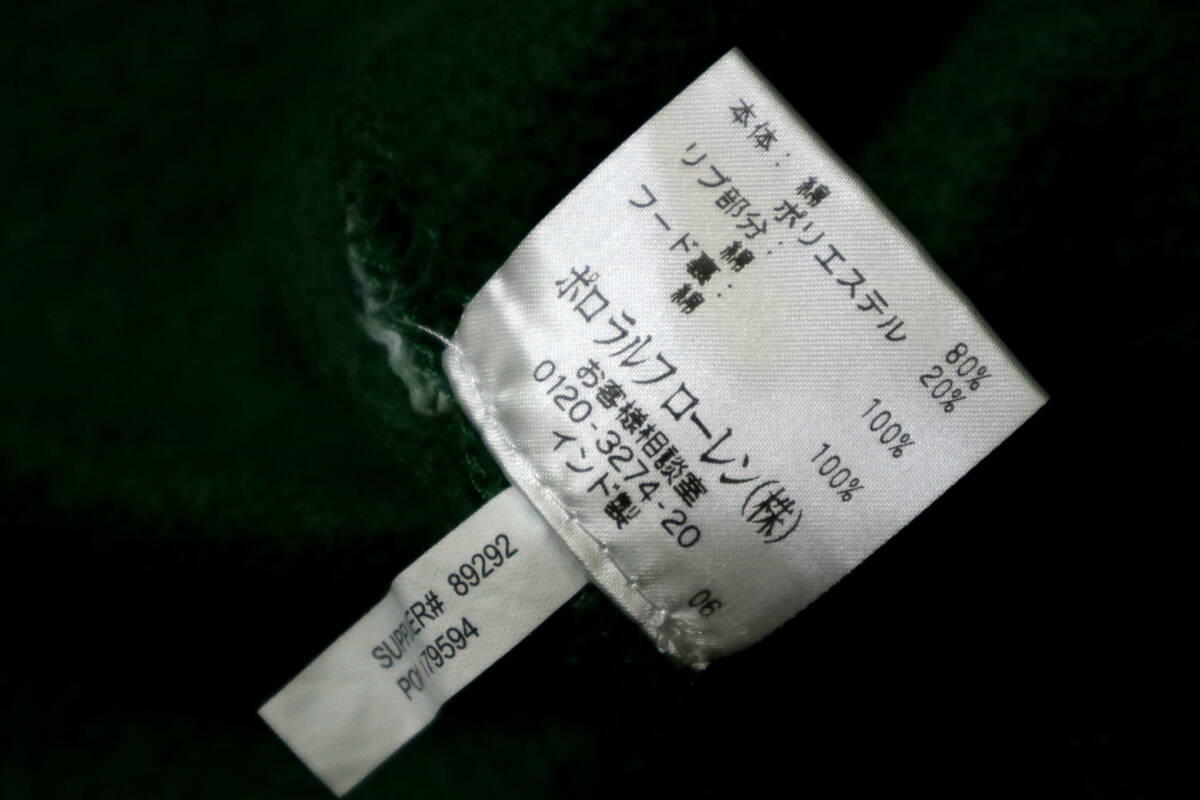 本体: 綿 80%
ポリエステル 20%
リブ部分:
綿 100%
フード裏:
綿 100%
ポロ ラルフ ローレン(株)
お客様相談室
0120-3274-20
インド製
06
SUPPLIER# 89292